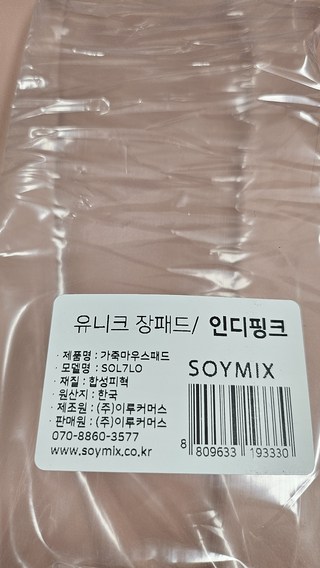 유니크 장패드/ 인디핑크
· 제품명 : 가죽마우스패드
· 모델명 : SOL7LO
· 재질 : 합성피혁
· 원산지 : 한국
· 제조원 : (주)이루커머스
· 판매원 : (주)이루커머스
070-8860-3577
www.soymix.co.kr
SOYMIX
8 809633 193330